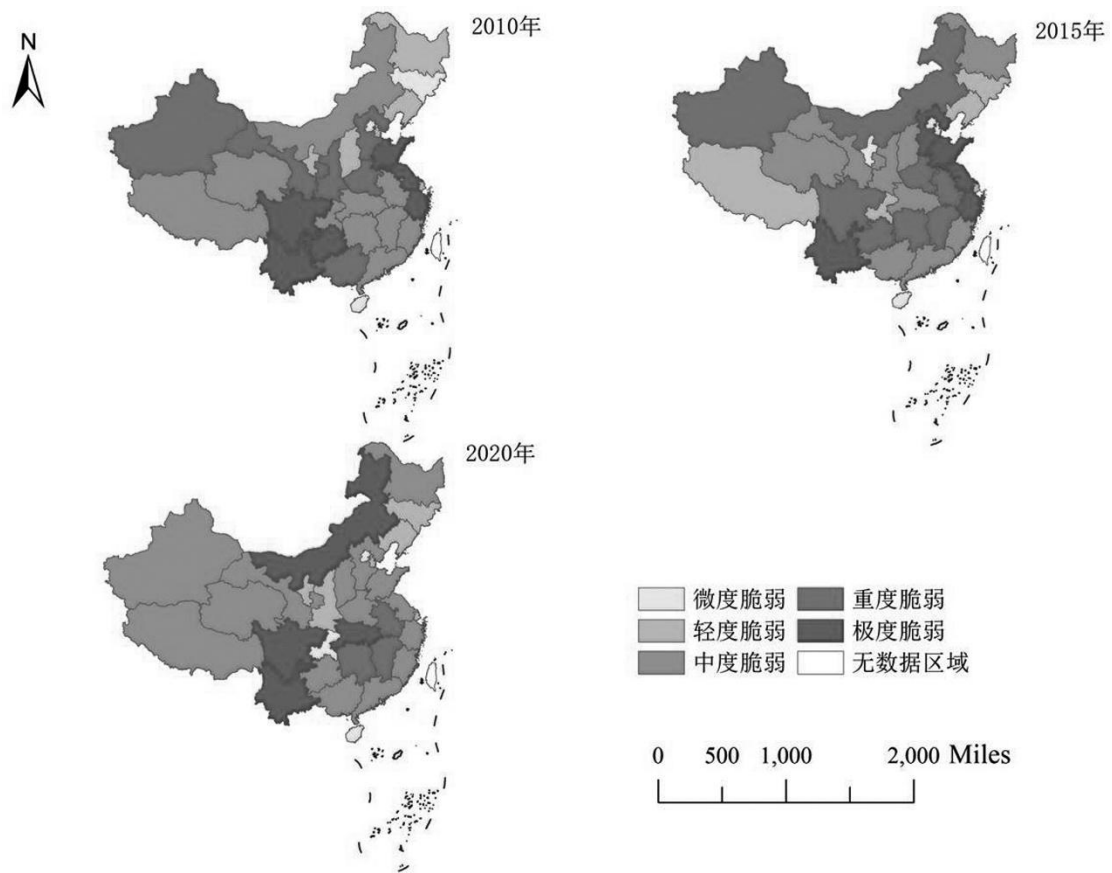 N
2010年
2015年
2020年
微度脆弱 重度脆弱
轻度脆弱 极度脆弱
中度脆弱 无数据区域
0 500 1,000 2,000 Miles